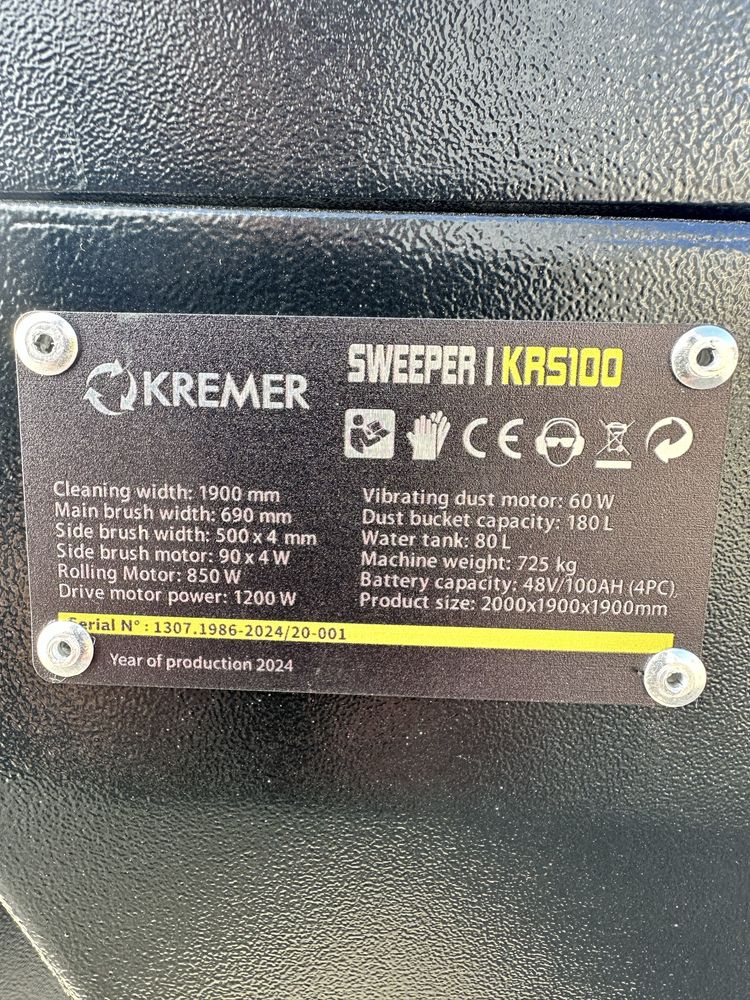 KREMER
SWEEPER | KRS100
Cleaning width: 1900 mm
Main brush width: 690 mm
Side brush width: 500 x 4 mm
Side brush motor: 90 x 4 W
Rolling Motor: 850 W
Drive motor power: 1200 W
Vibrating dust motor: 60 W
Dust bucket capacity: 180 L
Water tank: 80 L
Machine weight: 725 kg
Battery capacity: 48V/100AH (4PC)
Product size: 2000x1900x1900mm
Serial N° : 1307.1986-2024/20-001
Year of production 2024